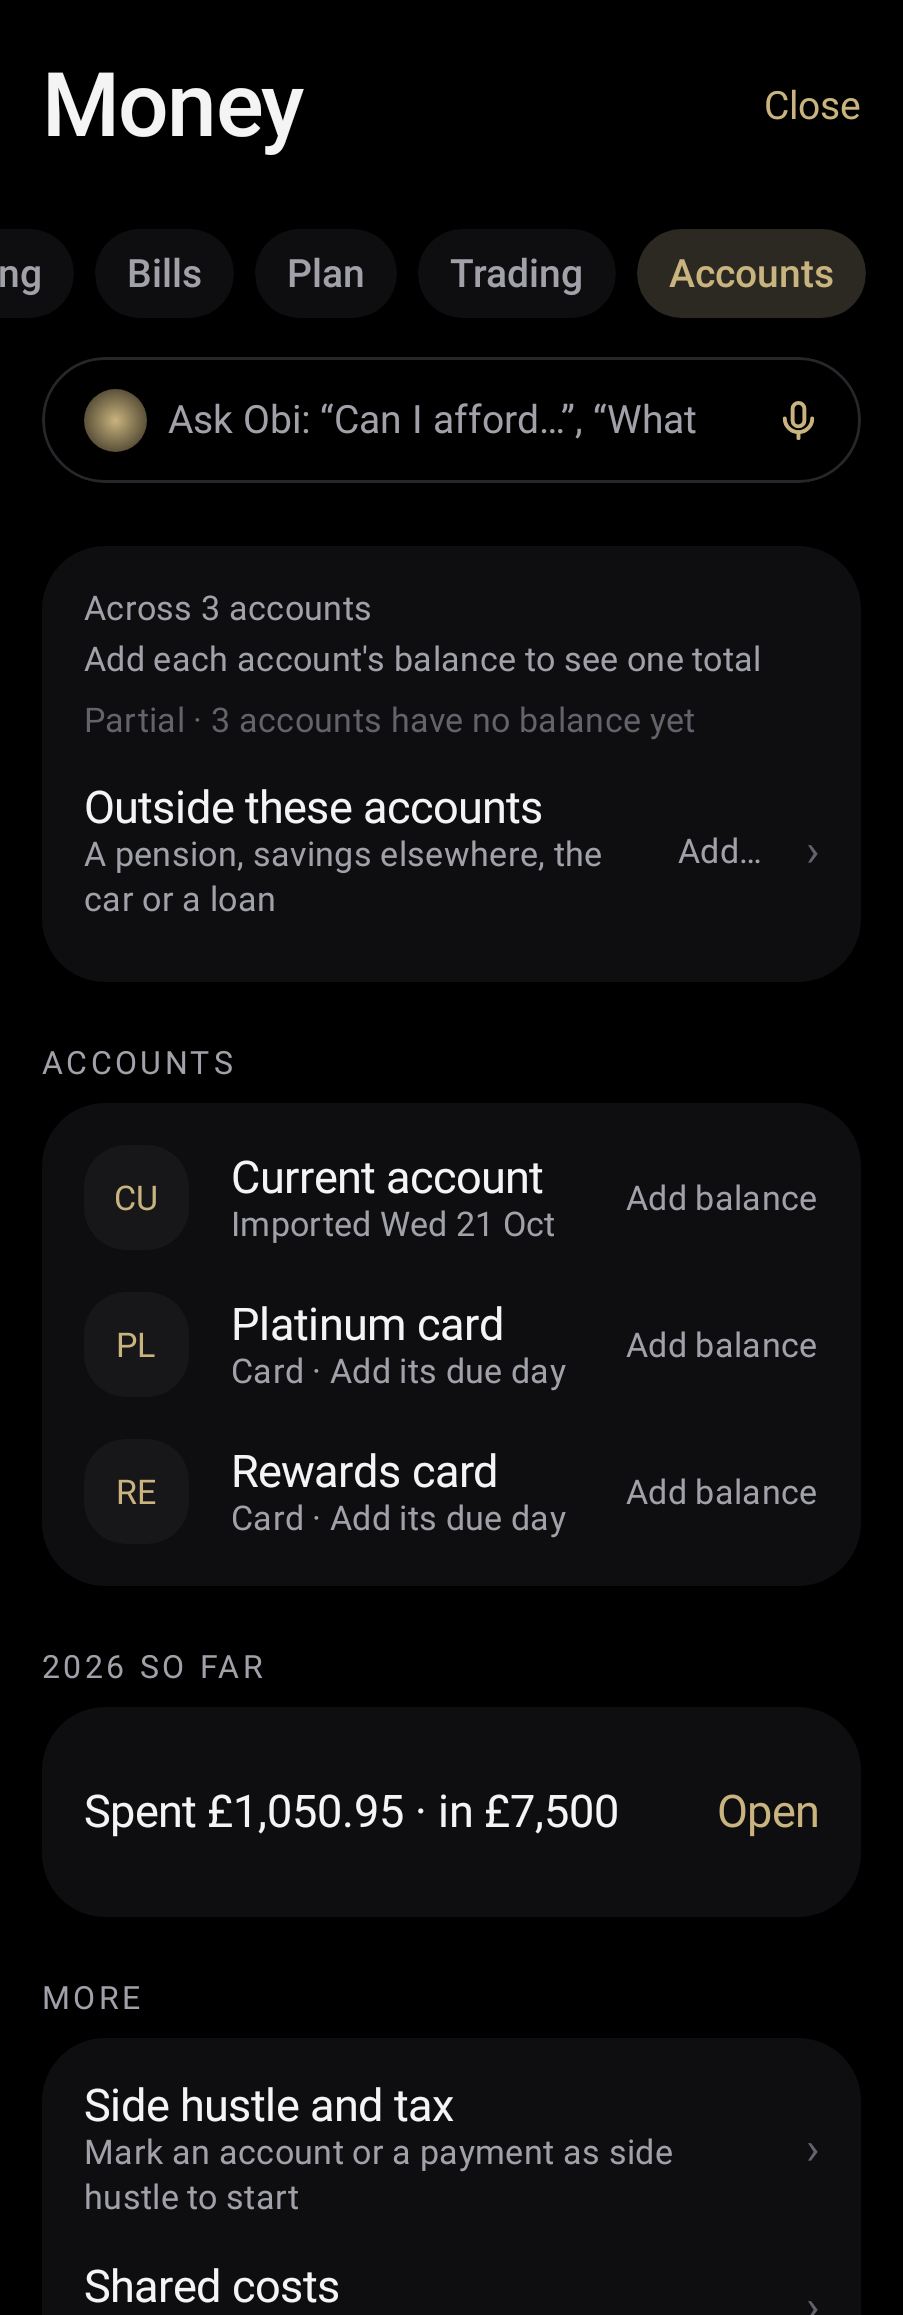 Money
Close
ng
Bills
Plan
Trading
Accounts
Ask Obi: “Can I afford…”, “What
Across 3 accounts
Add each account's balance to see one total
Partial · 3 accounts have no balance yet
Outside these accounts
A pension, savings elsewhere, the
car or a loan
Add…
›
ACCOUNTS
CU
Current account
Imported Wed 21 Oct
Add balance
PL
Platinum card
Card · Add its due day
Add balance
RE
Rewards card
Card · Add its due day
Add balance
2026 SO FAR
Spent £1,050.95 · in £7,500
Open
MORE
Side hustle and tax
Mark an account or a payment as side
hustle to start
›
Shared costs
›